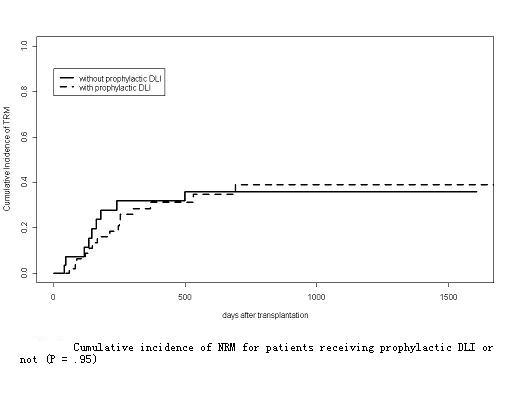 1.0
without prophylactic DLI
with prophylactic DLI
0.8
0.6
Cumulative Incidence of TRM
0.4
0.2
0.0
0 500 1000 1500
days after transplantation
Cumulative incidence of NRM for patients receiving prophylactic DLI or
not (P = .95)